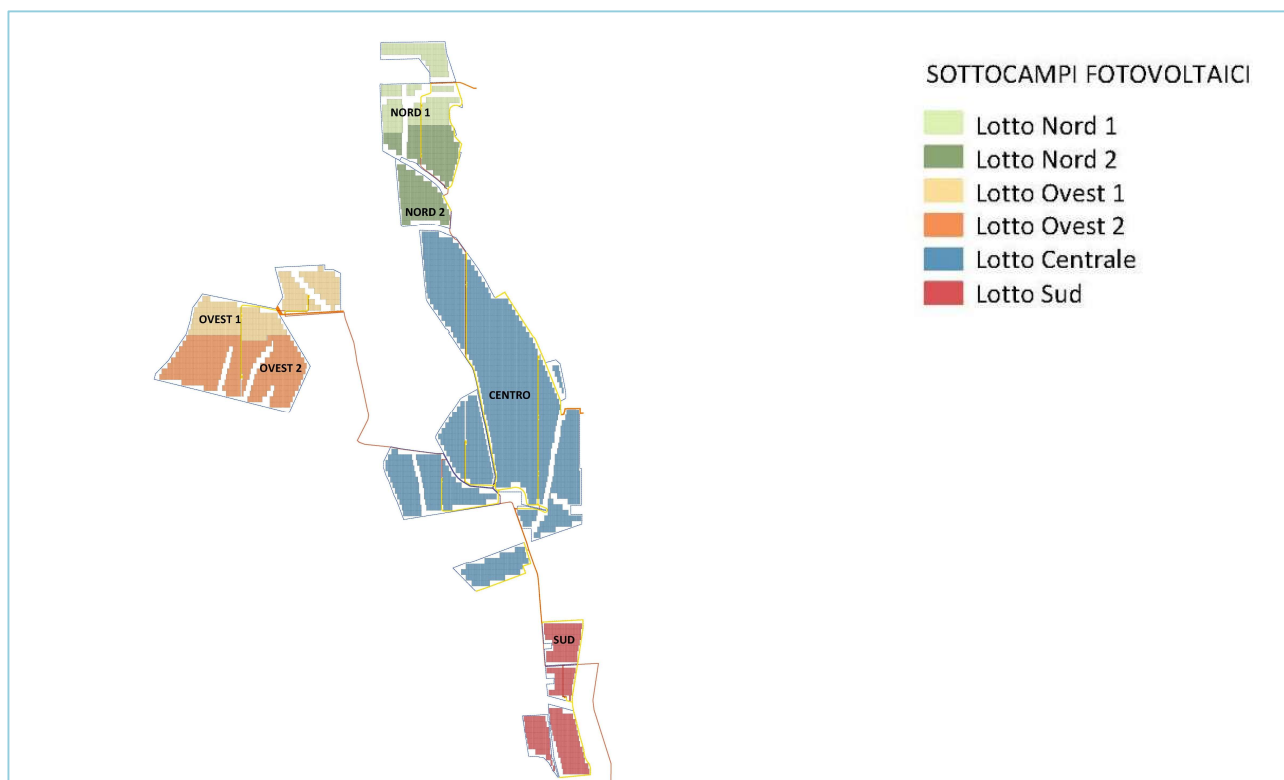 SOTTOCAMPI FOTOVOLTAICI
Lotto Nord 1
Lotto Nord 2
Lotto Ovest 1
Lotto Ovest 2
Lotto Centrale
Lotto Sud
NORD 1
NORD 2
OVEST 1
OVEST 2
CENTRO
SUD